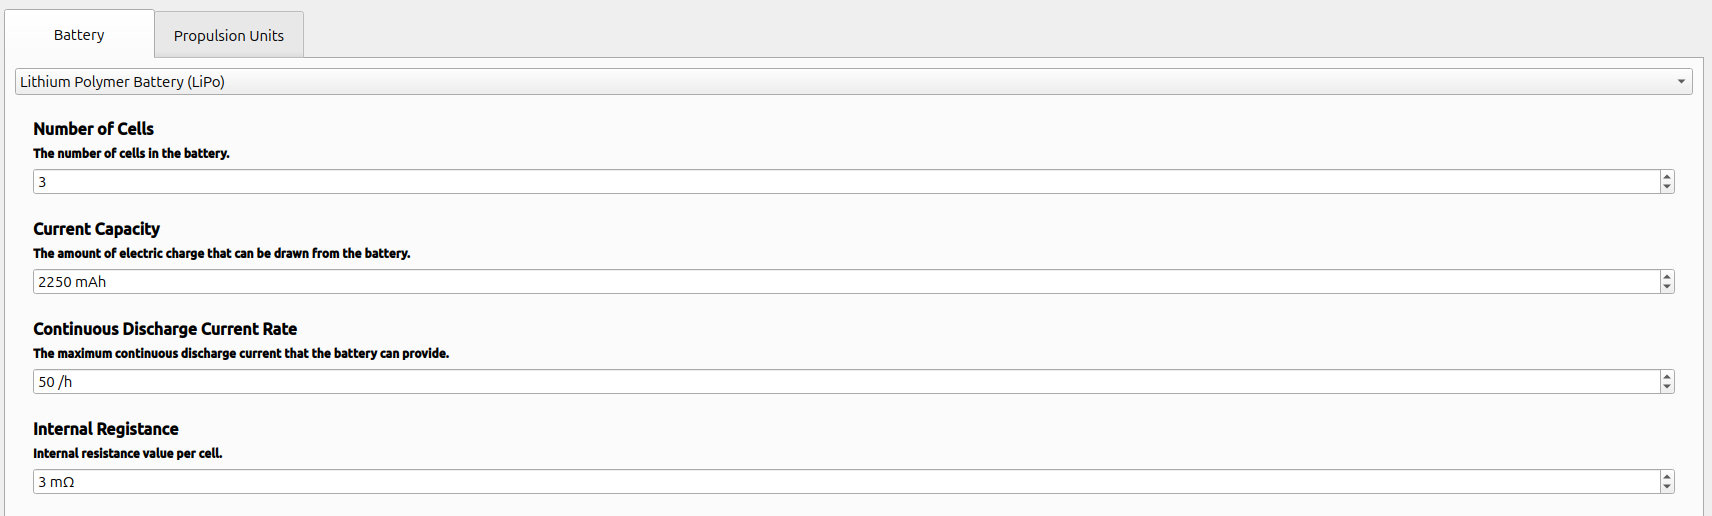 Battery
Propulsion Units
Lithium Polymer Battery (LiPo)
Number of Cells
The number of cells in the battery.
3
Current Capacity
The amount of electric charge that can be drawn from the battery.
2250 mAh
Continuous Discharge Current Rate
The maximum continuous discharge current that the battery can provide.
50 /h
Internal Registance
Internal resistance value per cell.
3 mΩ